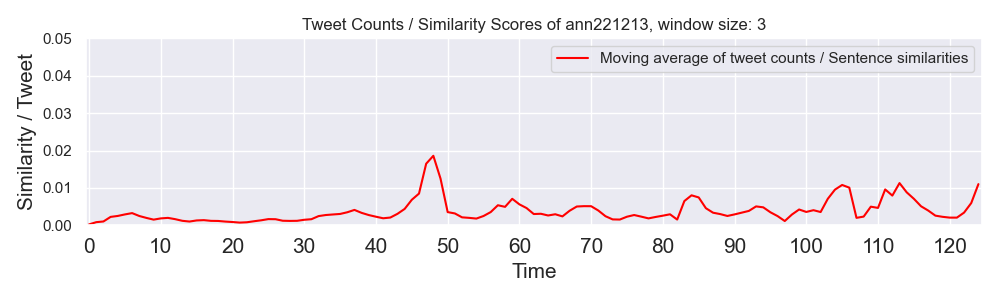 Tweet Counts / Similarity Scores of ann221213, window size: 3
Moving average of tweet counts / Sentence similarities
Similarity / Tweet
0.05
0.04
0.03
0.02
0.01
0.00
0 10 20 30 40 50 60 70 80 90 100 110 120
Time